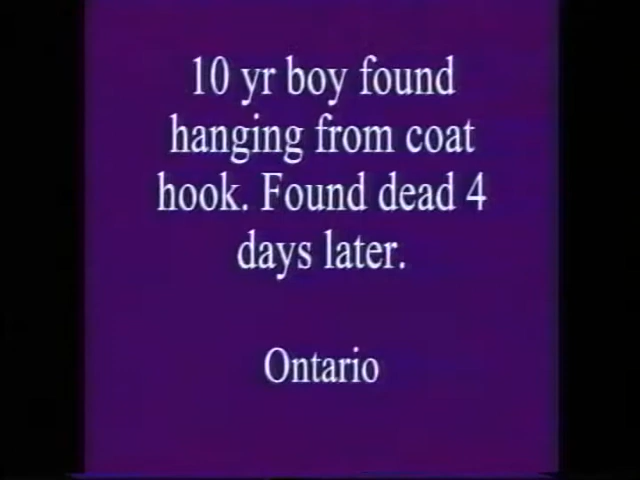 10 yr boy found
hanging from coat
hook. Found dead 4
days later.
Ontario